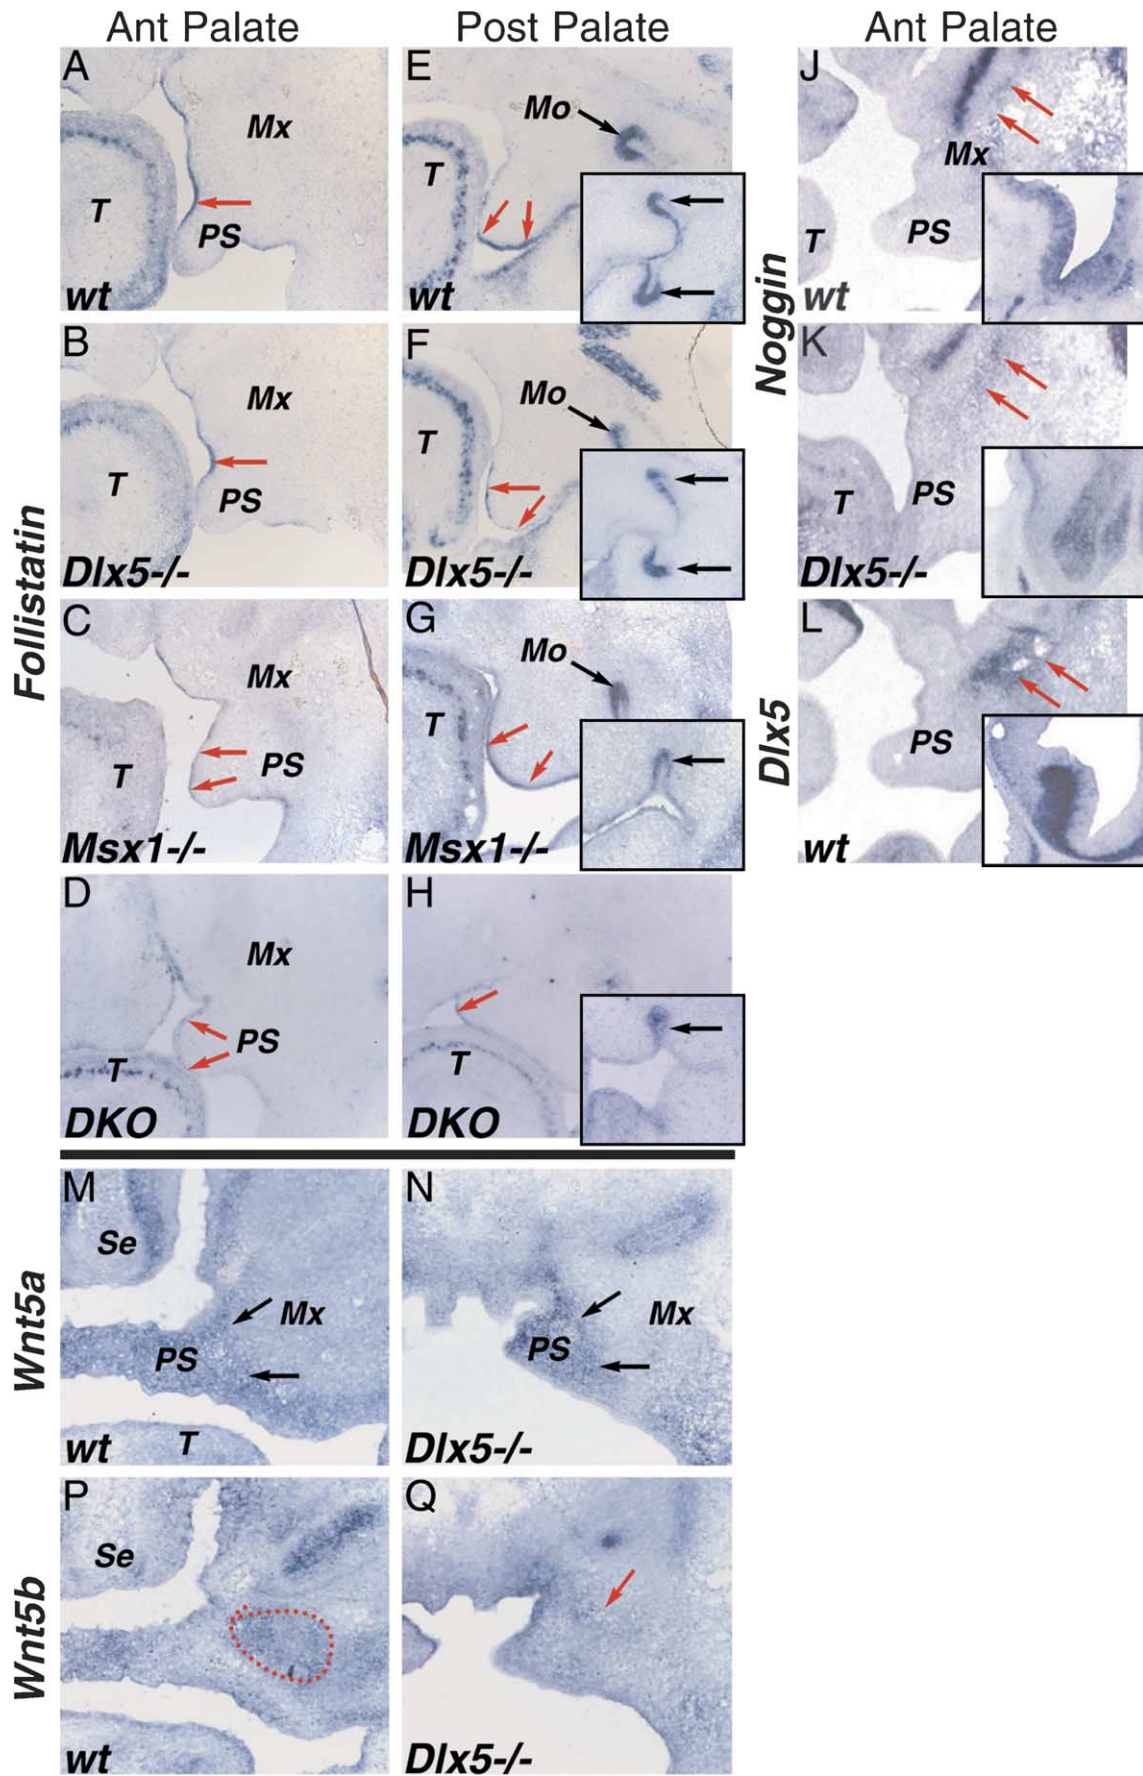 Ant Palate
Post Palate
Ant Palate
Follistatin
A
Mx
T
PS
wt
E
Mo
T
wt
B
Mx
T
PS
Dlx5-/-
F
Mo
T
Dlx5-/-
C
Mx
T
PS
Msx1-/-
G
Mo
T
Msx1-/-
D
Mx
PS
T
DKO
H
T
DKO
Noggin
J
Mx
T
PS
wt
K
T
PS
Dlx5-/-
Dlx5
L
PS
wt
Wnt5a
M
Se
Mx
PS
T
wt
N
Mx
PS
Dlx5-/-
Wnt5b
P
Se
wt
Q
Dlx5-/-